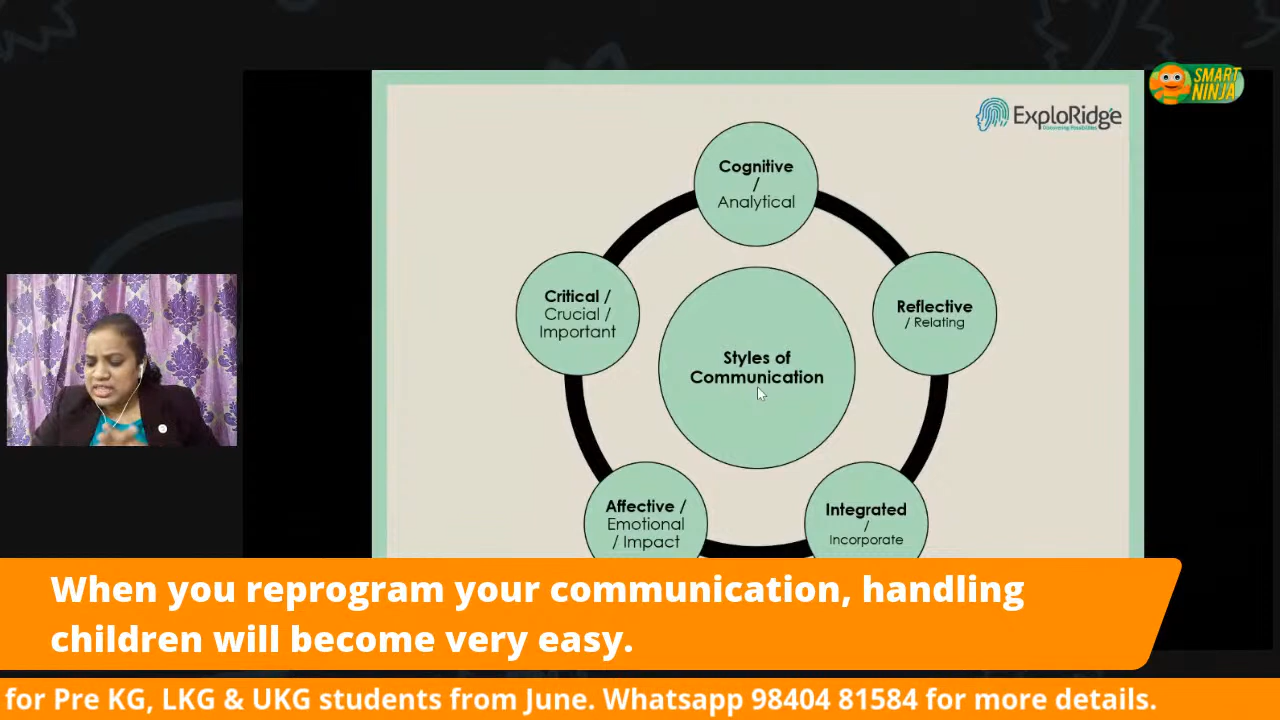 SMART
NINJA
ExploRidge
Discovering Possibilities
Cognitive
/
Analytical
Critical /
Crucial /
Important
Reflective
/ Relating
Styles of
Communication
Affective /
Emotional
/ Impact
Integrated
/
Incorporate
When you reprogram your communication, handling
children will become very easy.
for Pre KG, LKG & UKG students from June. Whatsapp 98404 81584 for more details.